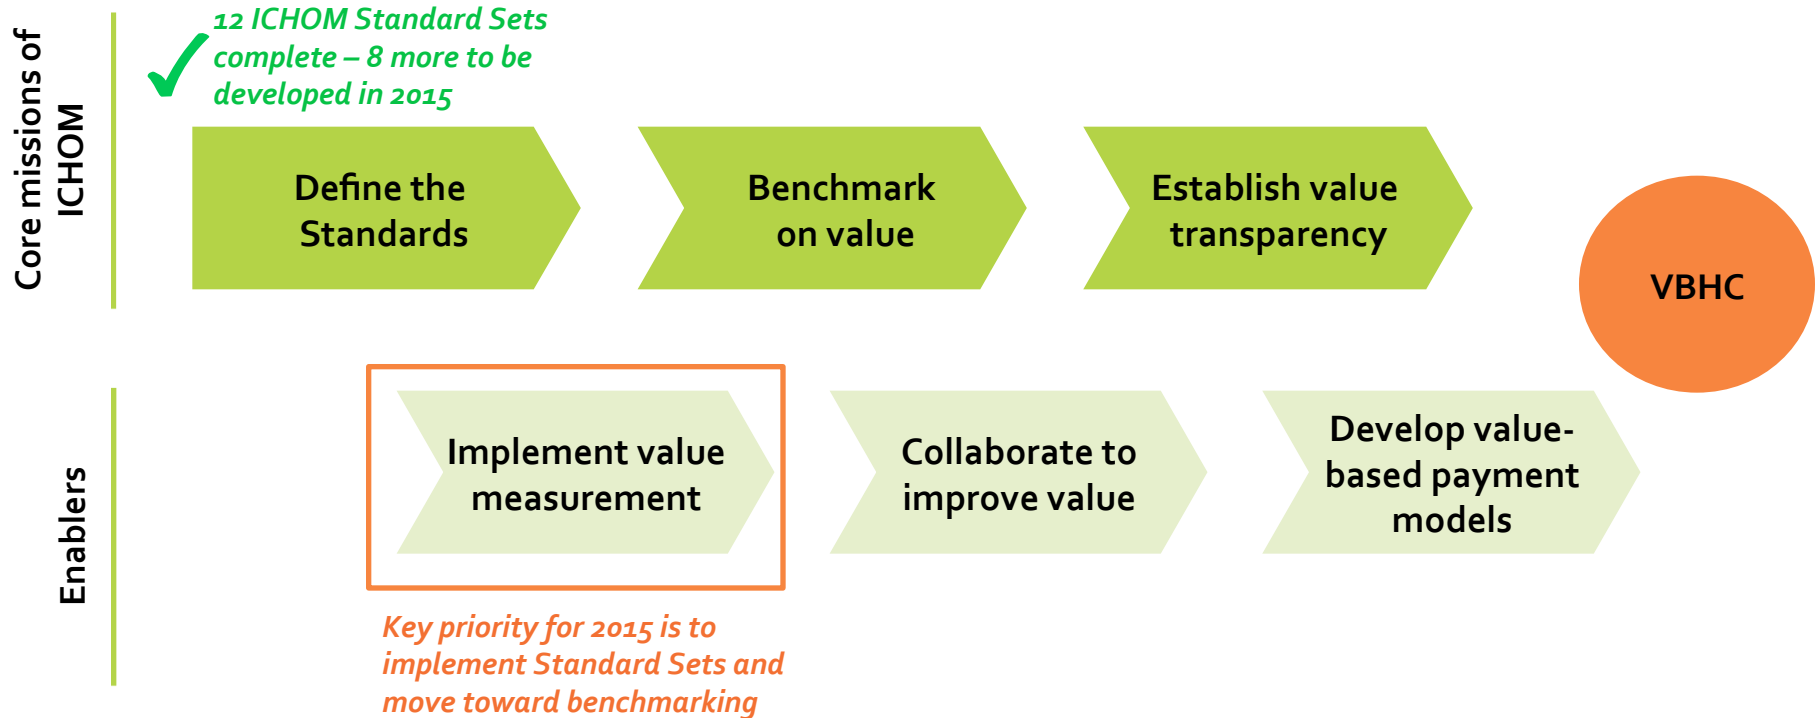 Core missions of
ICHOM
12 ICHOM Standard Sets
complete – 8 more to be
developed in 2015
Define the
Standards
Benchmark
on value
Establish value
transparency
VBHC
Enablers
Implement value
measurement
Collaborate to
improve value
Develop value-
based payment
models
Key priority for 2015 is to
implement Standard Sets and
move toward benchmarking